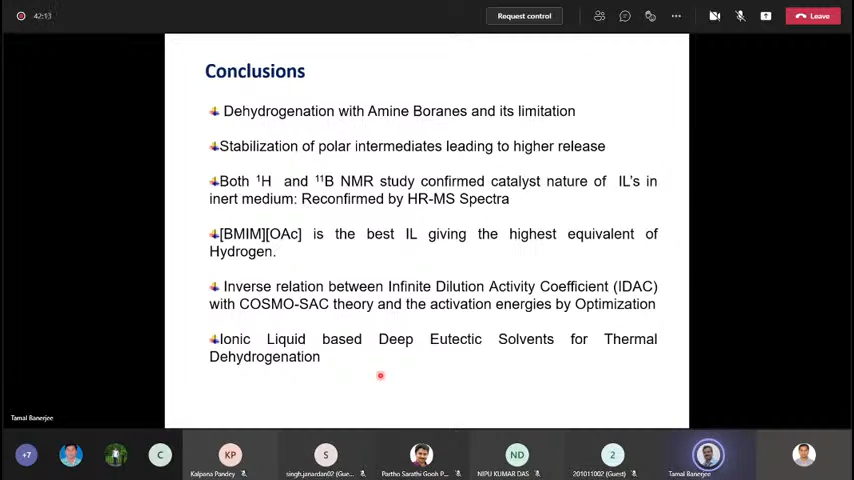 42:13
Request control
Leave
Conclusions
Dehydrogenation with Amine Boranes and its limitation
Stabilization of polar intermediates leading to higher release
Both ¹H and ¹¹B NMR study confirmed catalyst nature of IL's in
inert medium: Reconfirmed by HR-MS Spectra
[BMIM][OAc] is the best IL giving the highest equivalent of
Hydrogen.
Inverse relation between Infinite Dilution Activity Coefficient (IDAC)
with COSMO-SAC theory and the activation energies by Optimization
Ionic Liquid based Deep Eutectic Solvents for Thermal
Dehydrogenation
Tamal Banerjee
+7 C KP S ND 2
Kalpana Pandey singh.janardan02 (Gue... Partho Sarathi Gooh P... NIPU KUMAR DAS 201011002 (Guest) Tamal Banerjee